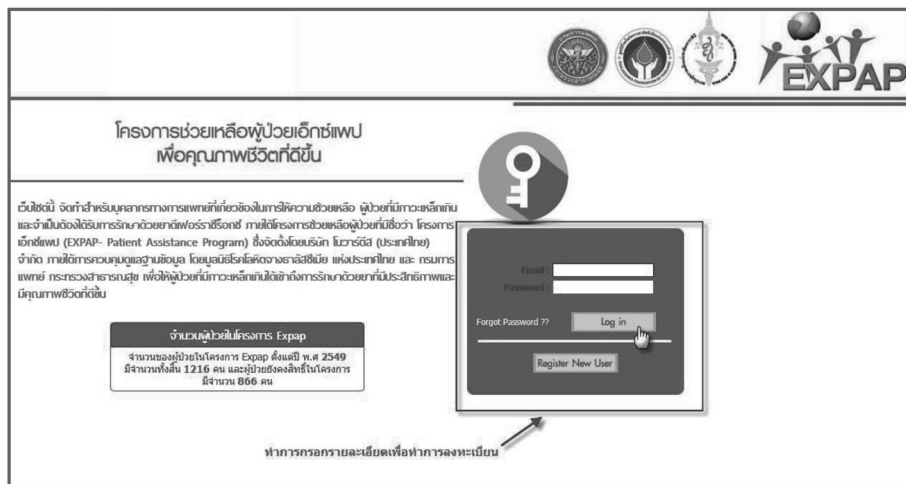 EXPAP
โครงการช่วยเหลือผู้ป่วยเอ็กซ์แพป
เพื่อคุณภาพชีวิตที่ดีขึ้น
เว็บไซต์นี้ จัดทำสำหรับบุคลากรทางการแพทย์ที่เกี่ยวข้องในการให้ความช่วยเหลือ ผู้ป่วยที่มีภาวะเหล็กเกิน
และจำเป็นต้องได้รับการรักษาด้วยยาดีเฟอร์ราซีร็อกซ์ ภายใต้โครงการช่วยเหลือผู้ป่วยที่มีชื่อว่า โครงการ
เอ็กซ์แพป (EXPAP- Patient Assistance Program) ซึ่งจัดตั้งโดยบริษัท โนวาร์ตีส (ประเทศไทย)
จำกัด ภายใต้การควบคุมดูแลฐานข้อมูล โดยมูลนิธิโรคโลหิตจางธาลัสซีเมีย แห่งประเทศไทย และ กรมการ
แพทย์ กระทรวงสาธารณสุข เพื่อให้ผู้ป่วยที่มีภาวะเหล็กเกินได้เข้าถึงการรักษาด้วยยาที่มีประสิทธิภาพและ
มีคุณภาพชีวิตที่ดีขึ้น
จำนวนผู้ป่วยในโครงการ Expap
จำนวนของผู้ป่วยในโครงการ Expap ตั้งแต่ปี พ.ศ 2549
มีจำนวนทั้งสิ้น 1216 คน และผู้ป่วยยังคงสิทธิ์ในโครงการ
มีจำนวน 866 คน
Email :
Password :
Forgot Password ??
Log in
Register New User
ทำการกรอกรายละเอียดเพื่อทำการลงทะเบียน